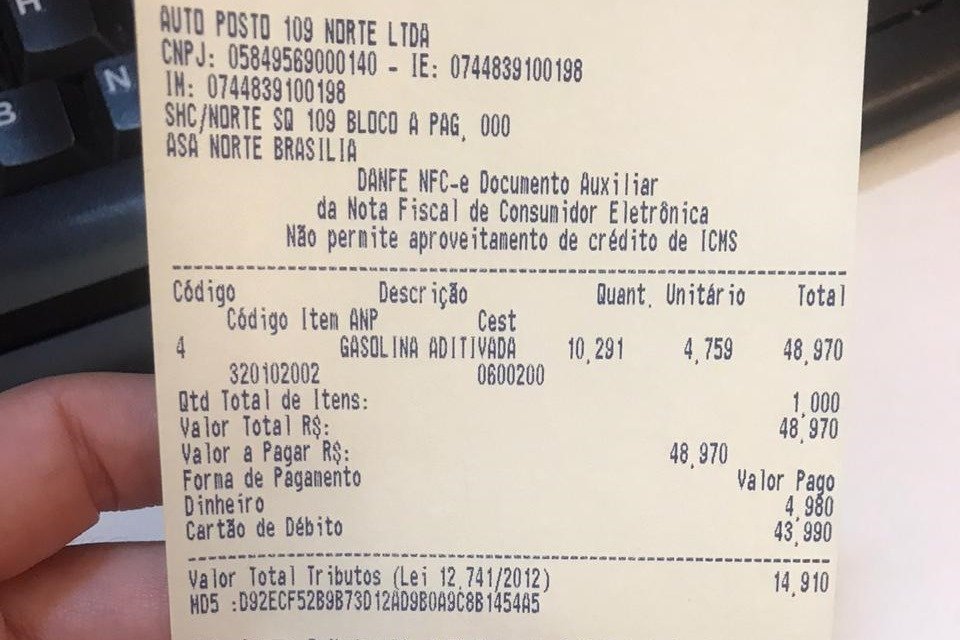 AUTO POSTO 109 NORTE LTDA
CNPJ: 05849569000140 - IE: 0744839100198
IM: 0744839100198
SHC/NORTE SQ 109 BLOCO A PAG, 000
ASA NORTE BRASILIA
DANFE NFC-e Documento Auxiliar
da Nota Fiscal de Consumidor Eletrônica
Não permite aproveitamento de crédito de ICMS
Código Descrição Quant. Unitário Total
Código Item ANP Cest
4 GASOLINA ADITIVADA 10,291 4,759 48,970
320102002 0600200
Qtd Total de Itens: 1,000
Valor Total R$: 48,970
Valor a Pagar R$: 48,970
Forma de Pagamento Valor Pago
Dinheiro 4,980
Cartão de Débito 43,990
Valor Total Tributos (Lei 12,741/2012) 14,910
MD5 :D92ECF52B9B73D12AD9B0A9C8B1454A5